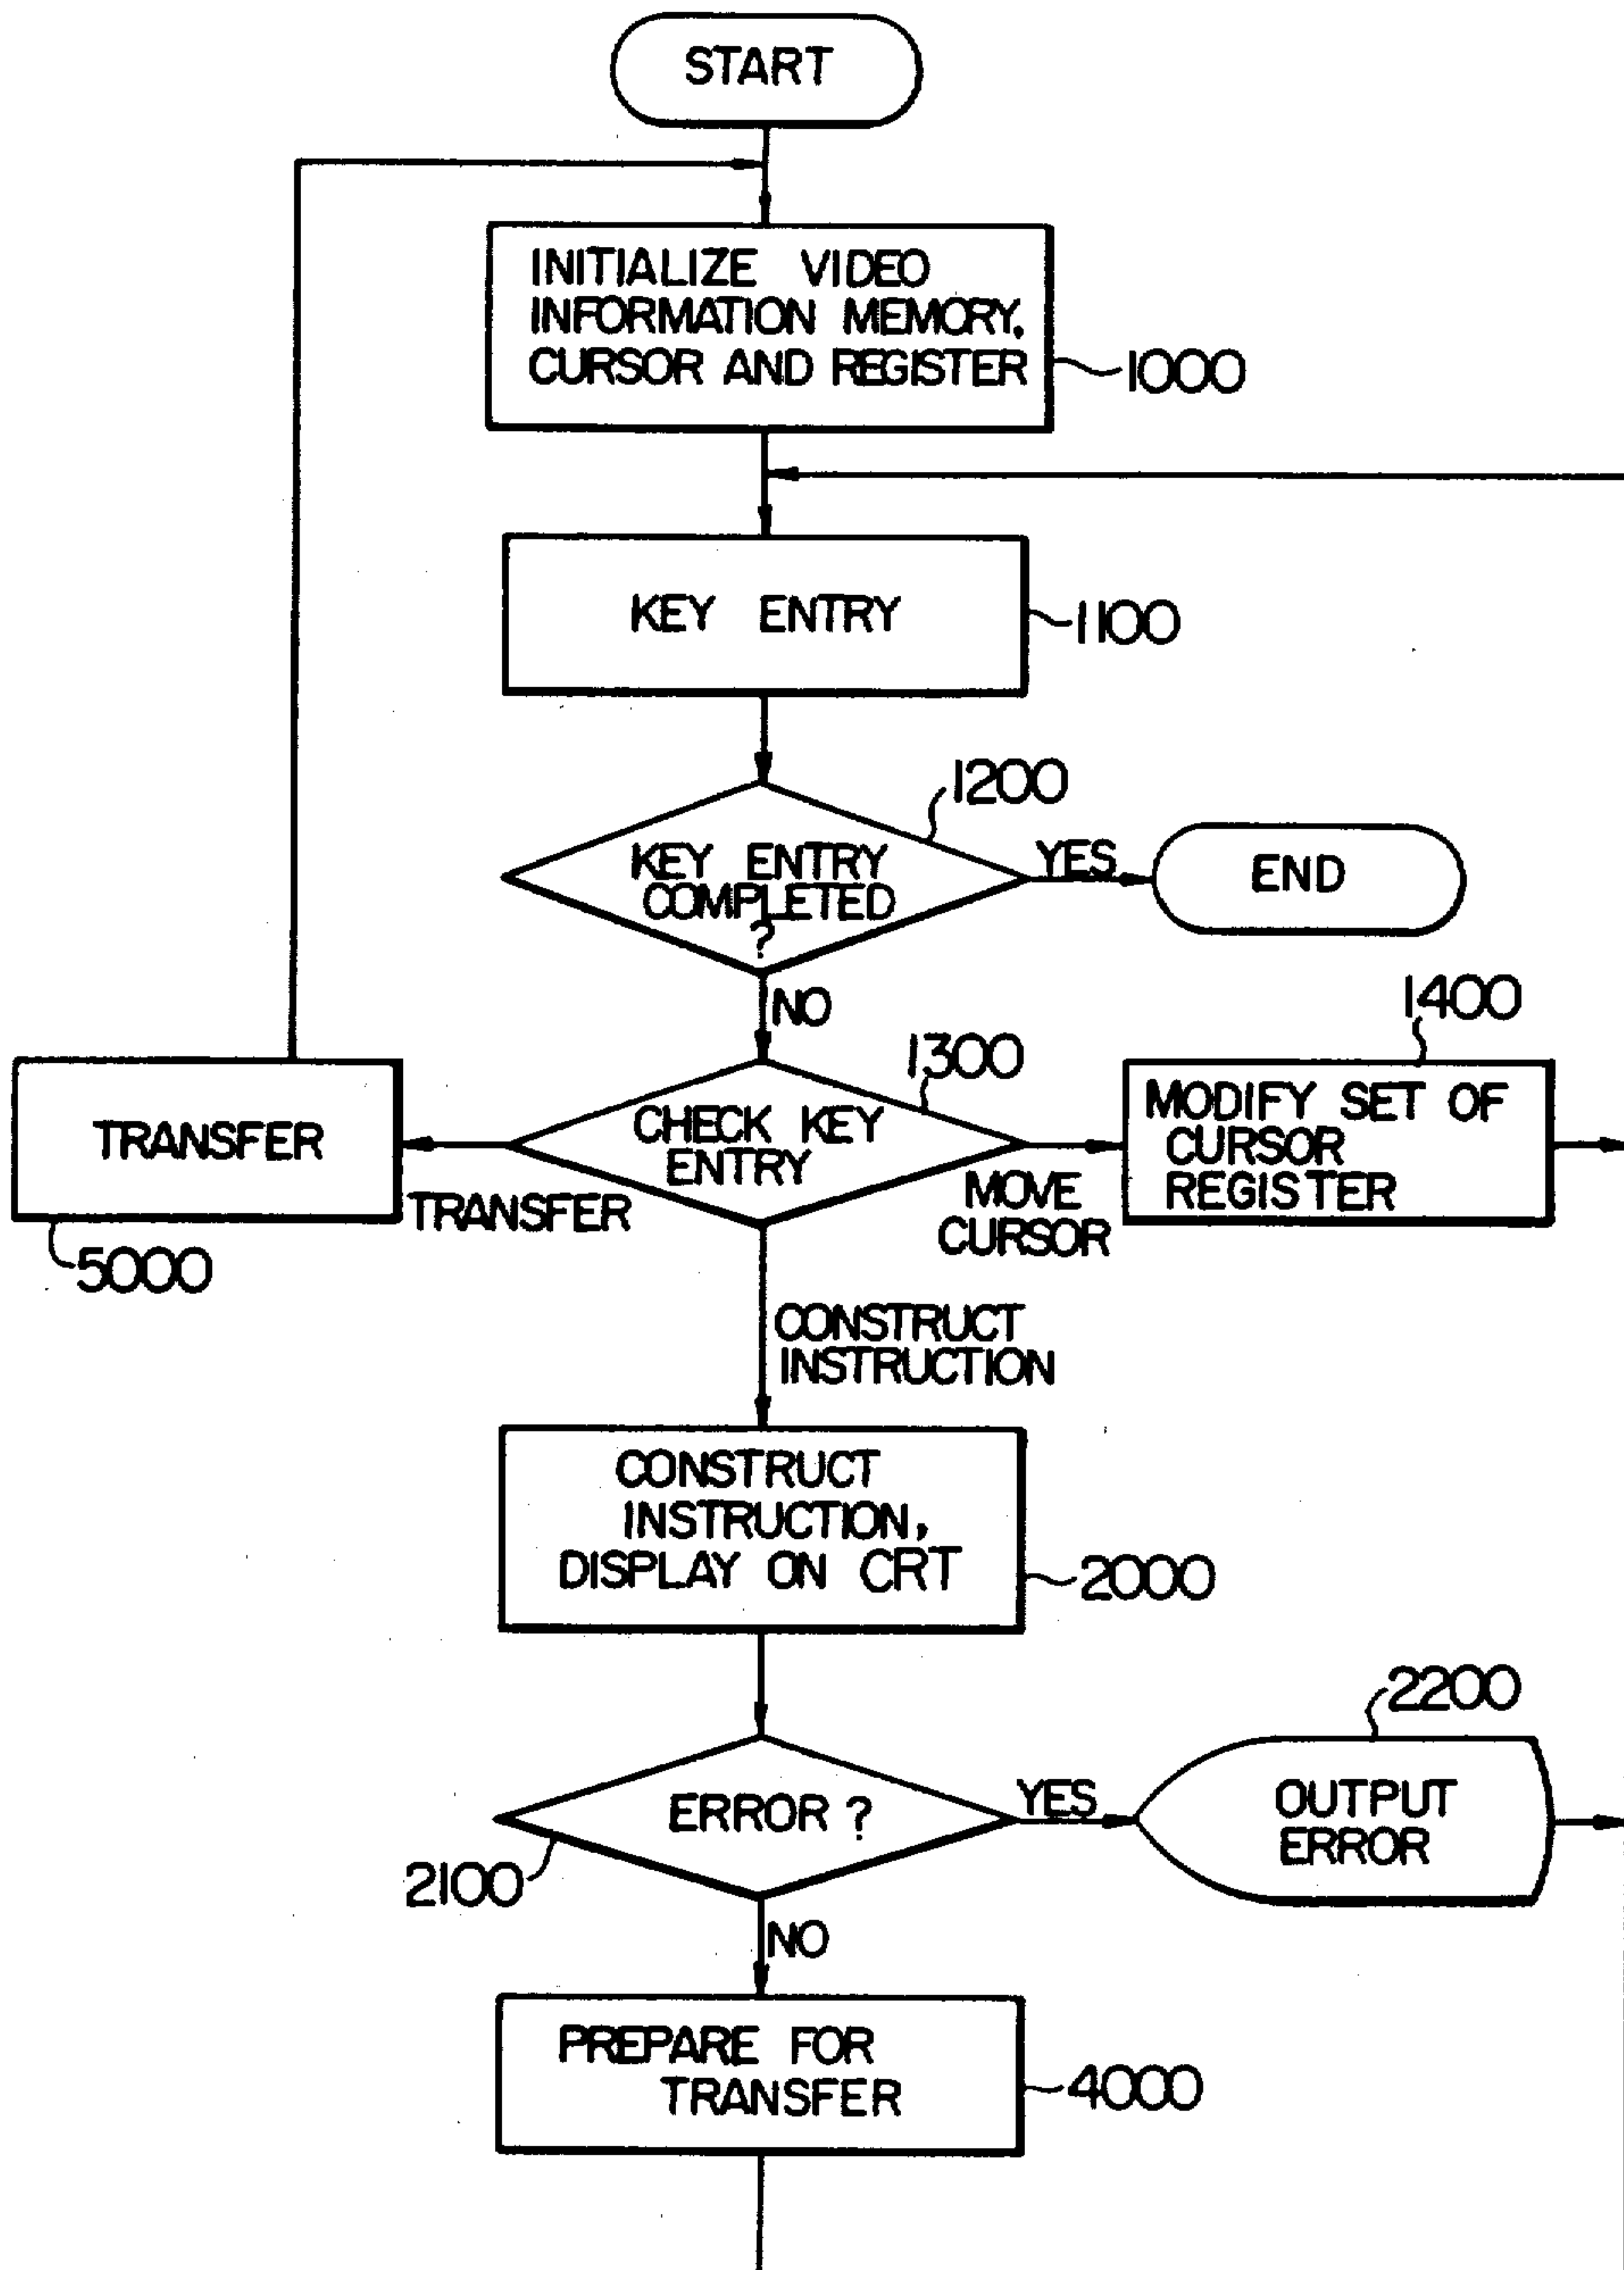 START
INITIALIZE VIDEO
INFORMATION MEMORY,
CURSOR AND REGISTER
1000
KEY ENTRY
1100
1200
KEY ENTRY
COMPLETED
?
YES
END
NO
1300
1400
TRANSFER
CHECK KEY
ENTRY
MODIFY SET OF
CURSOR
REGISTER
TRANSFER
MOVE
CURSOR
5000
CONSTRUCT
INSTRUCTION
CONSTRUCT
INSTRUCTION,
DISPLAY ON CRT
2000
2200
ERROR ?
YES
OUTPUT
ERROR
2100
NO
PREPARE FOR
TRANSFER
4000